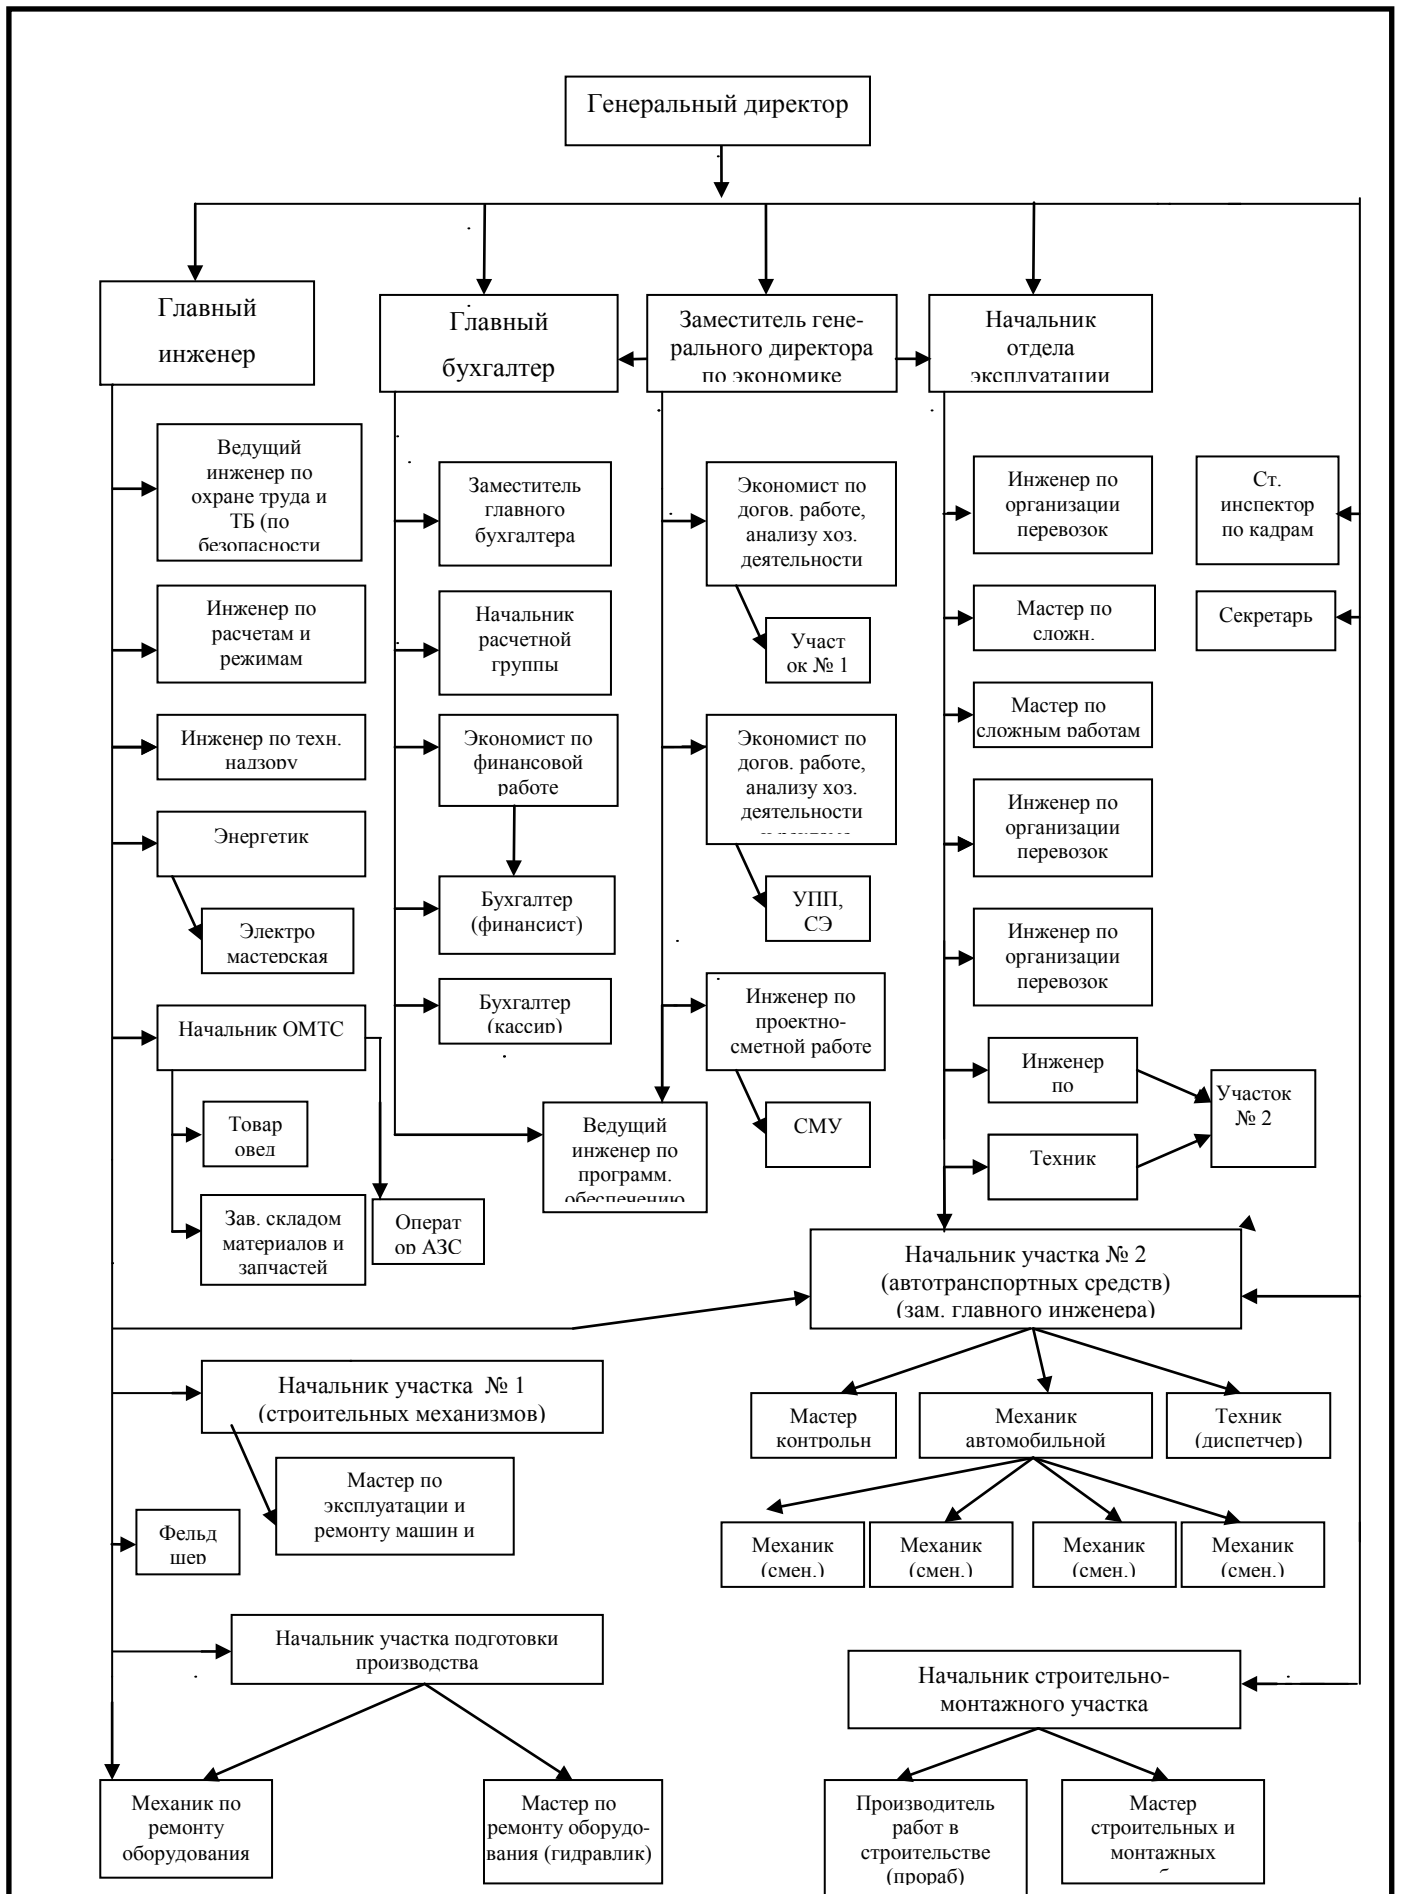 Генеральный директор
Главный
инженер
Главный
бухгалтер
Заместитель гене-
рального директора
по экономике
Начальник
отдела
эксплуатации
Ведущий
инженер по
охране труда и
ТБ (по
безопасности
Заместитель
главного
бухгалтера
Экономист по
догов. работе,
анализу хоз.
деятельности
Инженер по
организации
перевозок
Ст.
инспектор
по кадрам
Инженер по
расчетам и
режимам
Начальник
расчетной
группы
Участ
ок № 1
Мастер по
сложн.
Секретарь
Инженер по техн.
надзору
Экономист по
финансовой
работе
Экономист по
догов. работе,
анализу хоз.
деятельности
Мастер по
сложным работам
Энергетик
Инженер по
организации
перевозок
Электро
мастерская
Бухгалтер
(финансист)
УПП,
СЭ
Инженер по
организации
перевозок
Начальник ОМТС
Бухгалтер
(кассир)
Инженер по
проектно-
сметной работе
Инженер
по
Участок
№ 2
Товар
овед
Ведущий
инженер по
программ.
обеспечению
СМУ
Техник
Зав. складом
материалов и
запчастей
Операт
ор АЗС
Начальник участка № 2
(автотранспортных средств)
(зам. главного инженера)
Начальник участка № 1
(строительных механизмов)
Мастер
контрольн
Механик
автомобильной
Техник
(диспетчер)
Мастер по
эксплуатации и
ремонту машин и
Фельд
шер
Механик
(смен.)
Механик
(смен.)
Механик
(смен.)
Механик
(смен.)
Начальник участка подготовки
производства
Начальник строительно-
монтажного участка
Механик по
ремонту
оборудования
Мастер по
ремонту оборудо-
вания (гидравлик)
Производитель
работ в
строительстве
(прораб)
Мастер
строительных и
монтажных